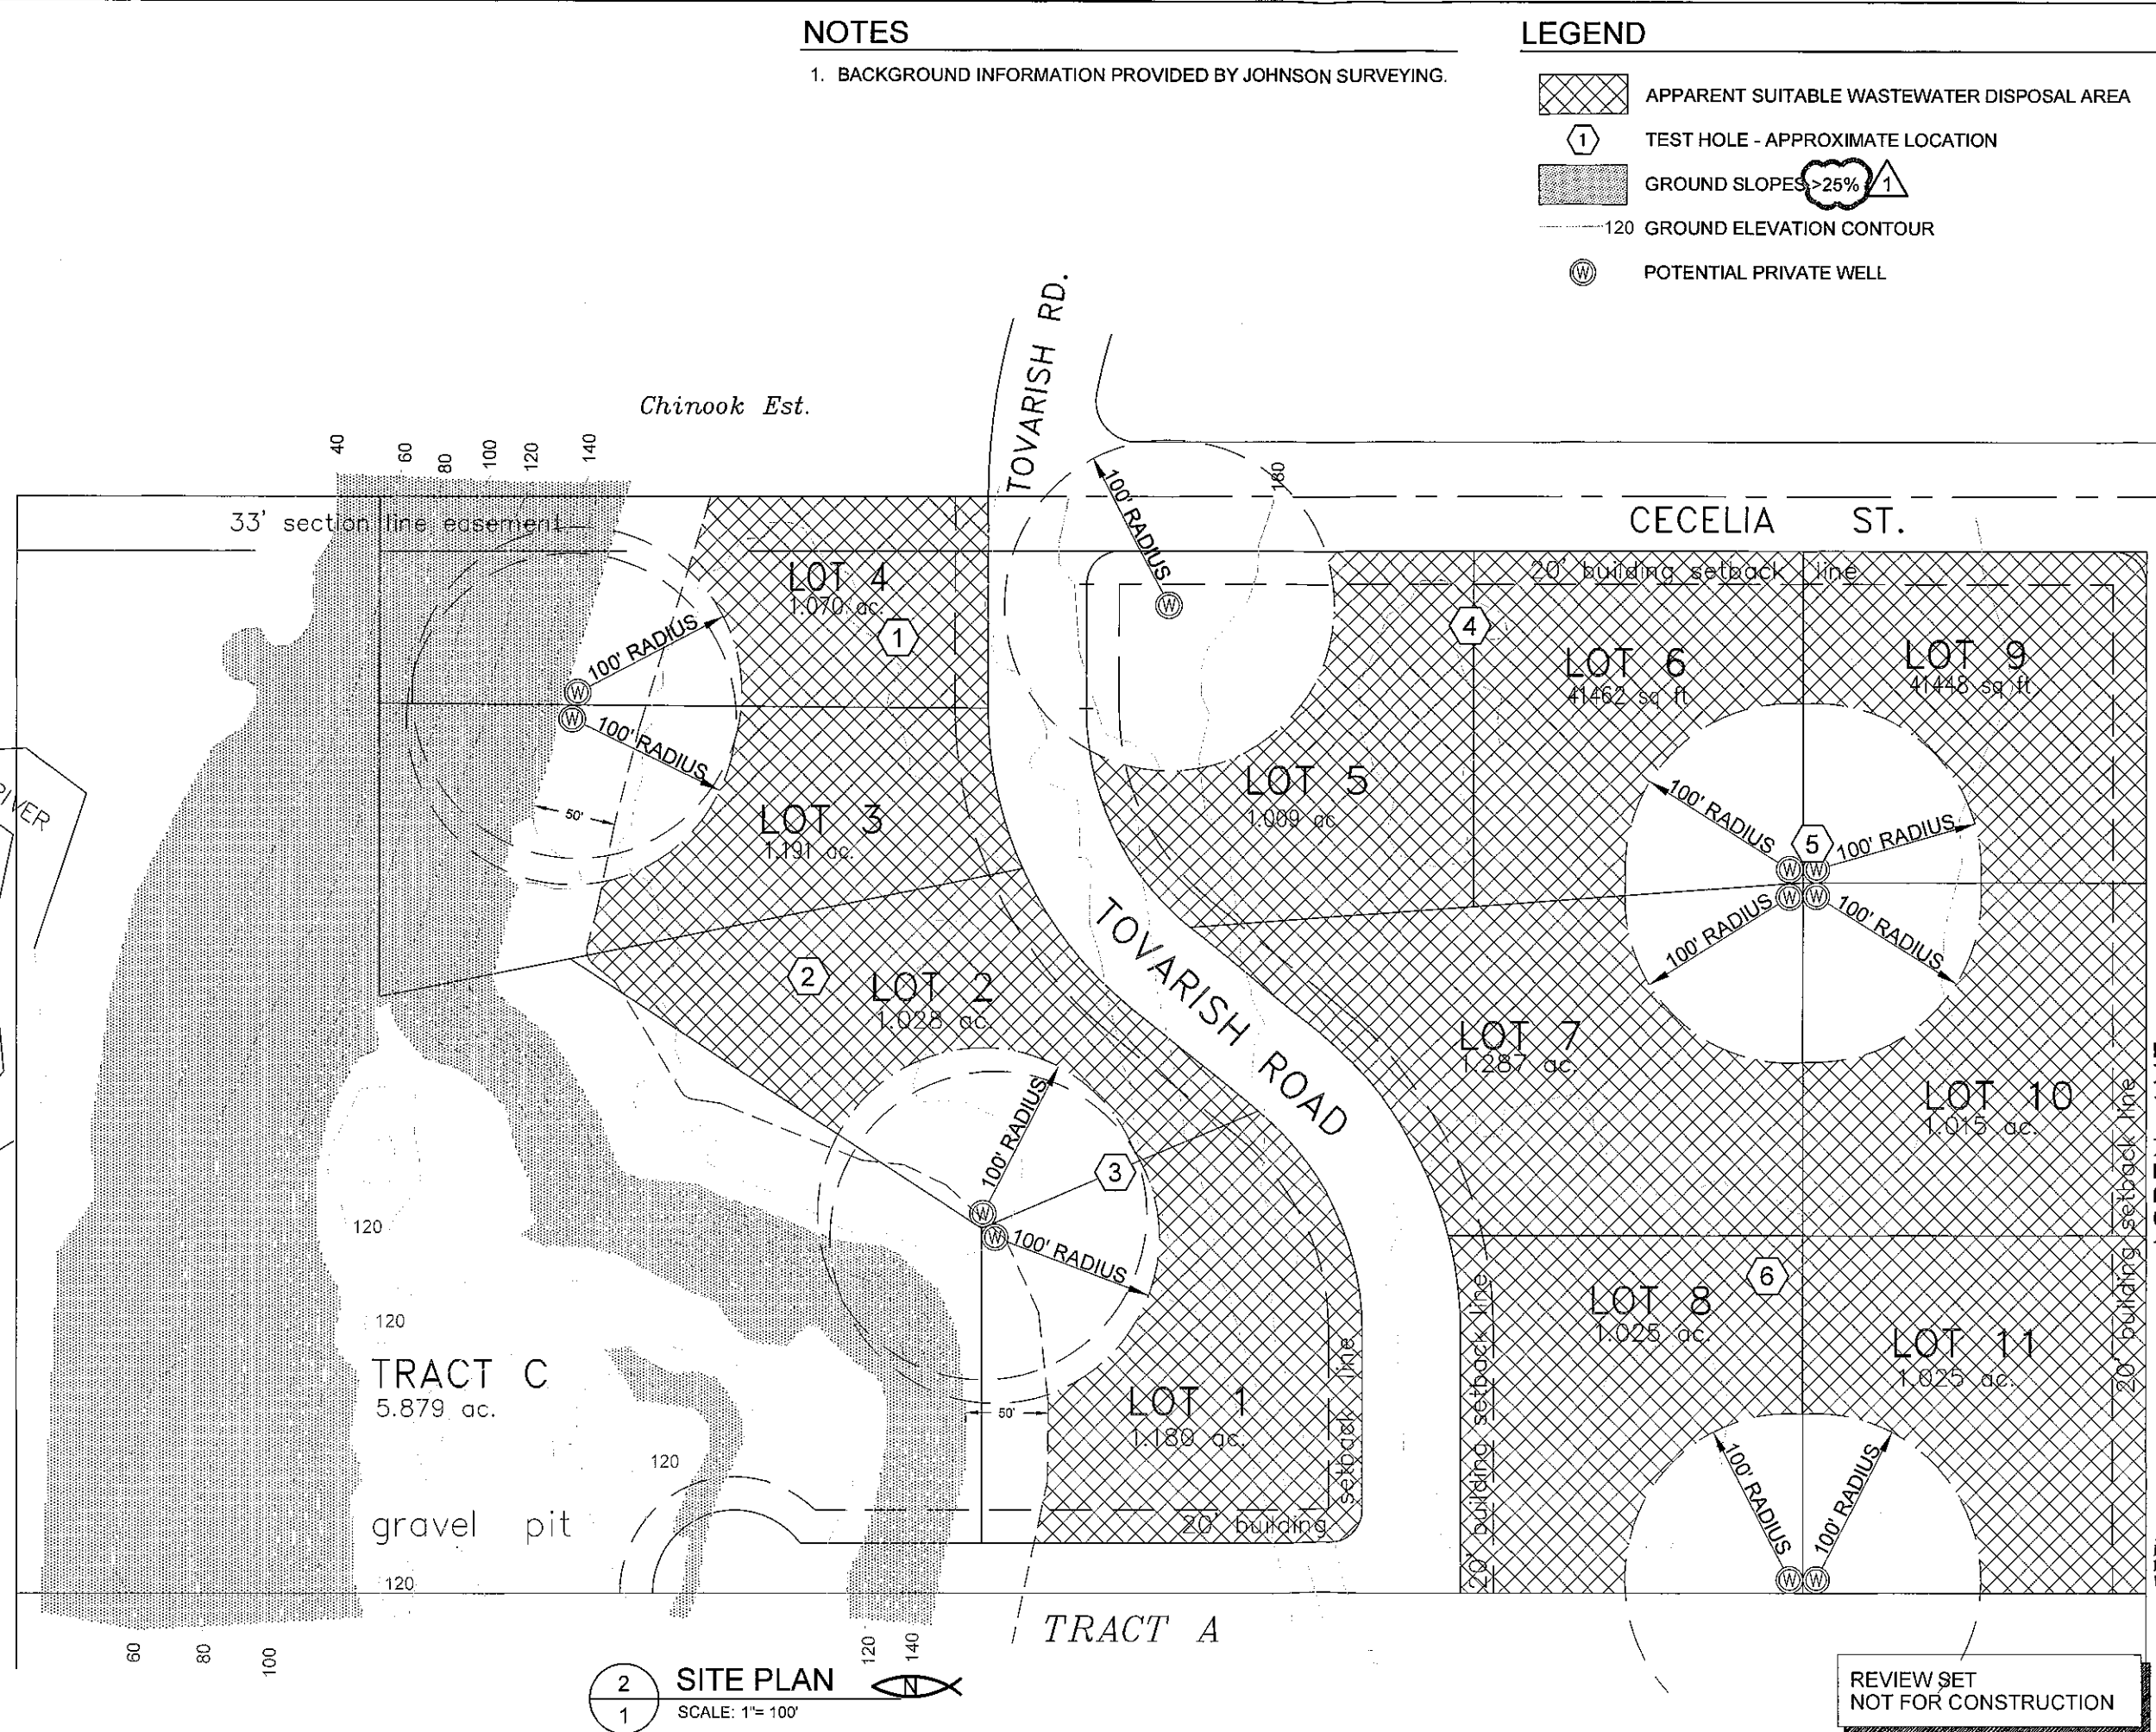 NOTES
1. BACKGROUND INFORMATION PROVIDED BY JOHNSON SURVEYING.
LEGEND
APPARENT SUITABLE WASTEWATER DISPOSAL AREA
1 TEST HOLE - APPROXIMATE LOCATION
GROUND SLOPES >25% 1
120 GROUND ELEVATION CONTOUR
W POTENTIAL PRIVATE WELL
TOVARISH RD.
Chinook Est.
40
60
80
100
120
140
180
33' section line easement
CECELIA ST.
20' building setback line
LOT 4
1.070 ac.
1
100' RADIUS
W
W
100' RADIUS
50'
100' RADIUS
W
4
LOT 6
41462 sq ft
LOT 9
41448 sq ft
LOT 3
1.191 ac.
LOT 5
1.009 ac
RIVER
100' RADIUS
100' RADIUS
5
W W
W W
100' RADIUS
100' RADIUS
2
LOT 2
1.028 ac.
TOVARISH ROAD
LOT 7
1.287 ac.
LOT 10
1.015 ac.
20' building setback line
100' RADIUS
3
W
W
100' RADIUS
120
120
TRACT C
5.879 ac.
120
gravel pit
120
50'
LOT 1
1.180 ac.
setback line
20' building
20' building setback line
6
LOT 8
1.025 ac.
LOT 11
1.025 ac.
100' RADIUS
100' RADIUS
W W
60
80
100
120
140
TRACT A
2
1
SITE PLAN
N
SCALE: 1"= 100'
REVIEW SET
NOT FOR CONSTRUCTION